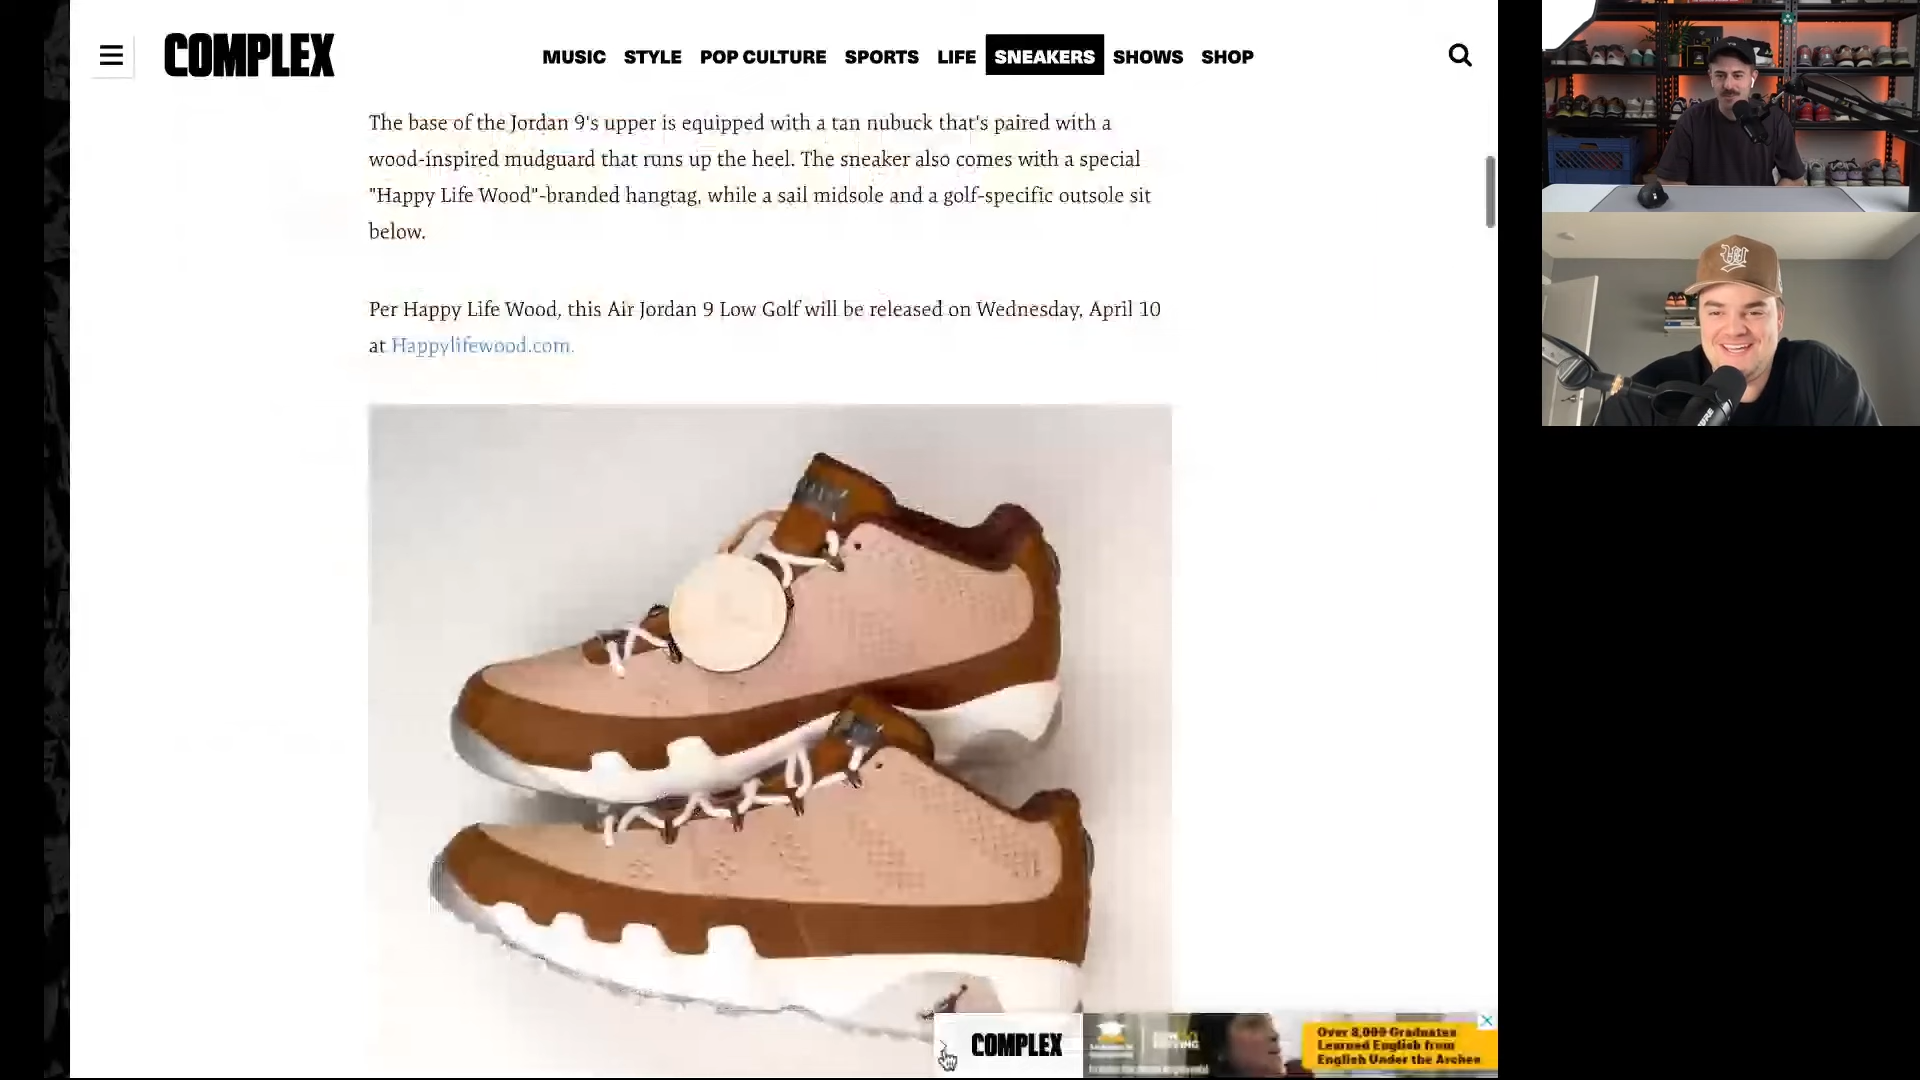 COMPLEX
MUSIC STYLE POP CULTURE SPORTS LIFE SNEAKERS SHOWS SHOP
The base of the Jordan 9's upper is equipped with a tan nubuck that's paired with a
wood-inspired mudguard that runs up the heel. The sneaker also comes with a special
"Happy Life Wood"-branded hangtag, while a sail midsole and a golf-specific outsole sit
below.
Per Happy Life Wood, this Air Jordan 9 Low Golf will be released on Wednesday, April 10
at Happylifewood.com.
COMPLEX
Over 8,000 Graduates
Learned English from
English Under the Arches